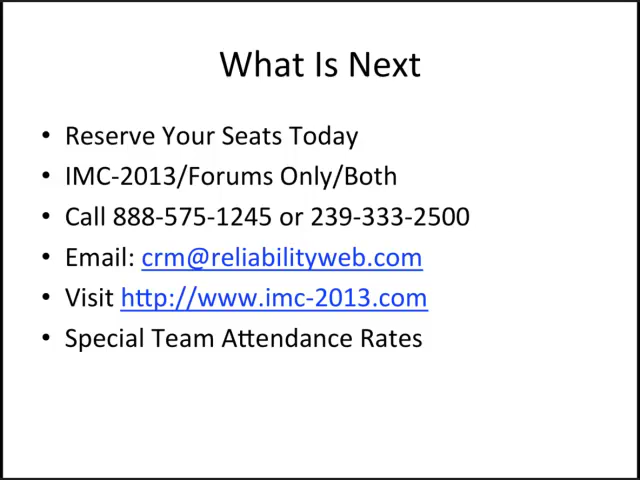 What Is Next
• Reserve Your Seats Today
• IMC-2013/Forums Only/Both
• Call 888-575-1245 or 239-333-2500
• Email: crm@reliabilityweb.com
• Visit http://www.imc-2013.com
• Special Team Attendance Rates